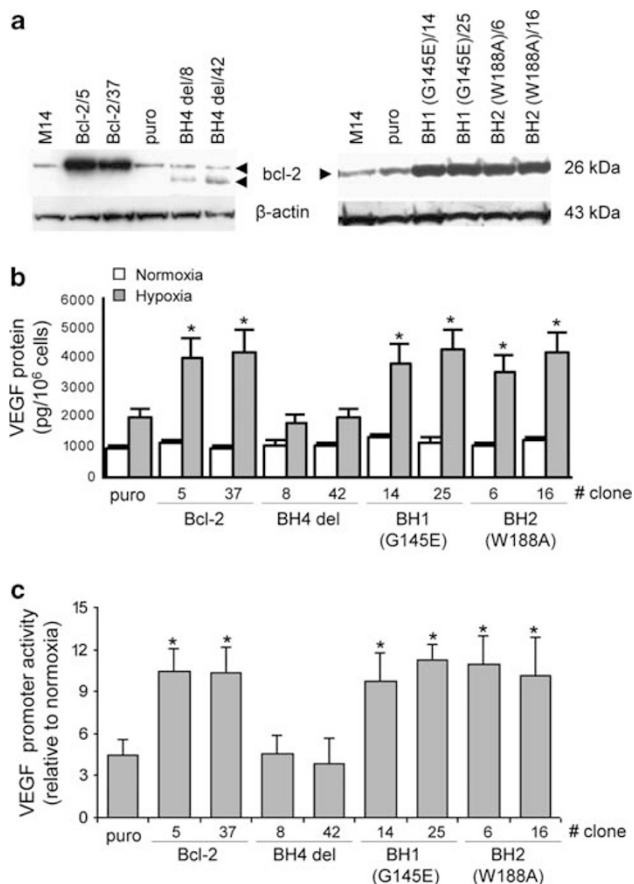 a
M14
Bcl-2/5
Bcl-2/37
puro
BH4 del/8
BH4 del/42
M14
puro
BH1 (G145E)/14
BH1 (G145E)/25
BH2 (W188A)/6
BH2 (W188A)/16
bcl-2
26 kDa
β-actin
43 kDa
b
Normoxia
Hypoxia
VEGF protein
(pg/10⁶ cells)
6000
5000
4000
3000
2000
1000
0
* * * * * *
puro 5 37 8 42 14 25 6 16 # clone
Bcl-2 BH4 del BH1 BH2
(G145E) (W188A)
c
VEGF promoter activity
(relative to normoxia)
15
12
9
6
3
0
* * * * * *
puro 5 37 8 42 14 25 6 16 # clone
Bcl-2 BH4 del BH1 BH2
(G145E) (W188A)